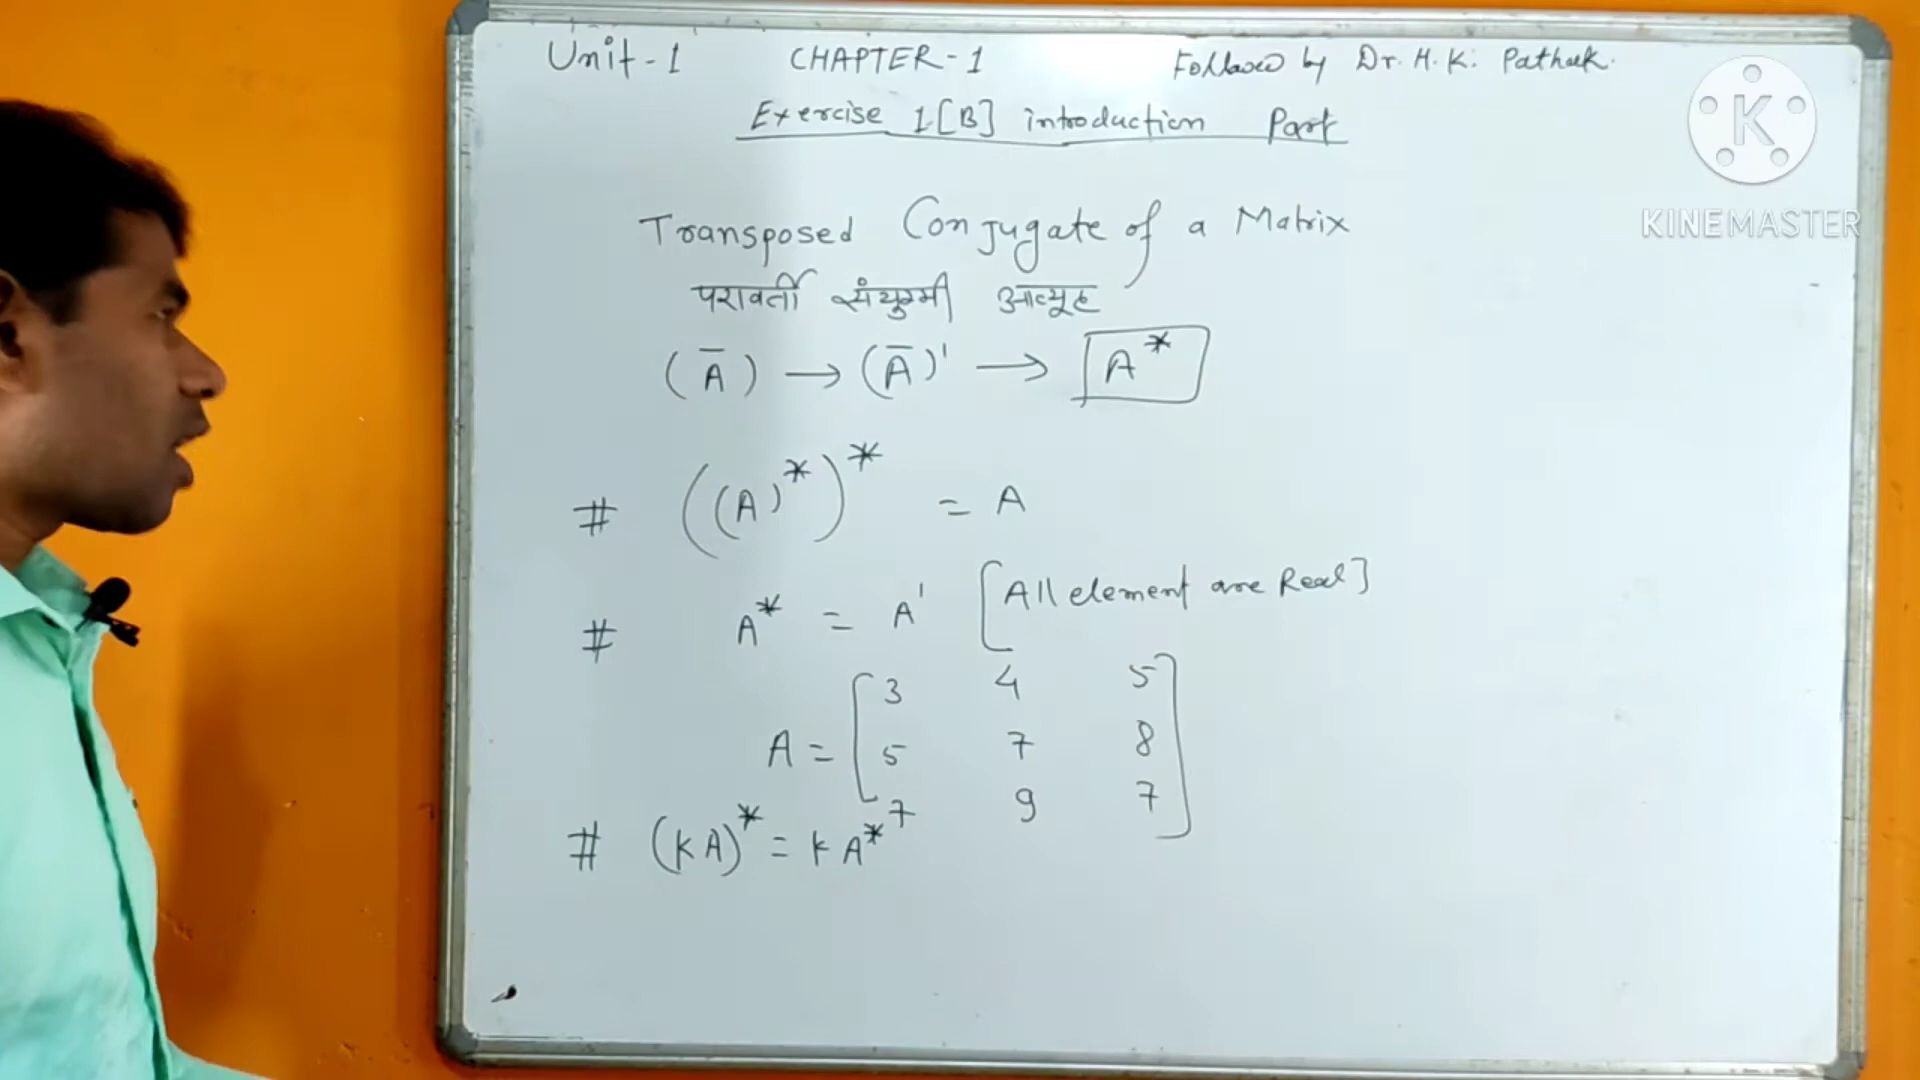 Unit-1 CHAPTER-1 Followed by Dr. H.K. Pathak.
Exercise 1[B] introduction Part
K
KINEMASTER
Transposed Conjugate of a Matrix
परावर्ती संयुग्मी आव्यूह
(Ā) → (Ā)' → A*
# ((A)*)* = A
# A* = A' [All element are Real]
A = [3 4 5
5 7 8
7 9 7]
# (kA)* = kA*